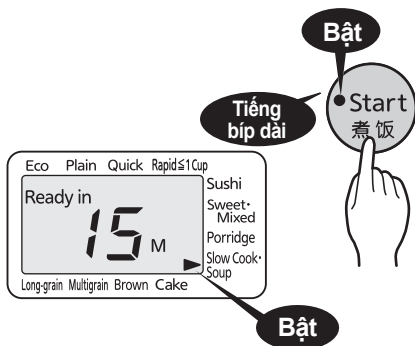 Bật
Start
煮饭
Tiếng
bíp dài
Eco Plain Quick Rapid≦1Cup
Ready in
15 M
Sushi
Sweet･
Mixed
Porridge
Slow Cook･
Soup
Long-grain Multigrain Brown Cake
Bật